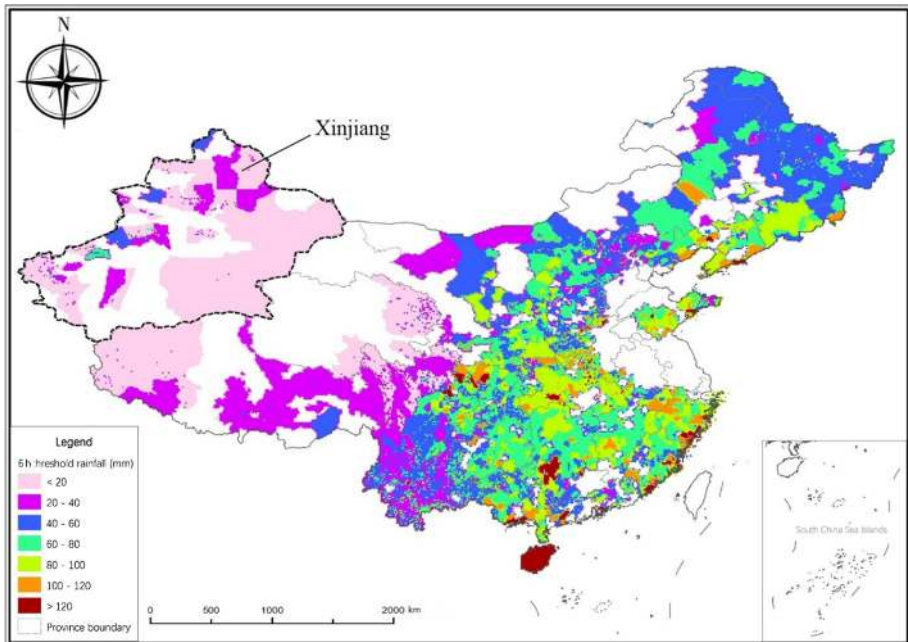 N
Xinjiang
Legend
6 h threshold rainfall (mm)
< 20
20 - 40
40 - 60
60 - 80
80 - 100
100 - 120
> 120
Province boundary
0 500 1000 2000 km
South China Sea Islands